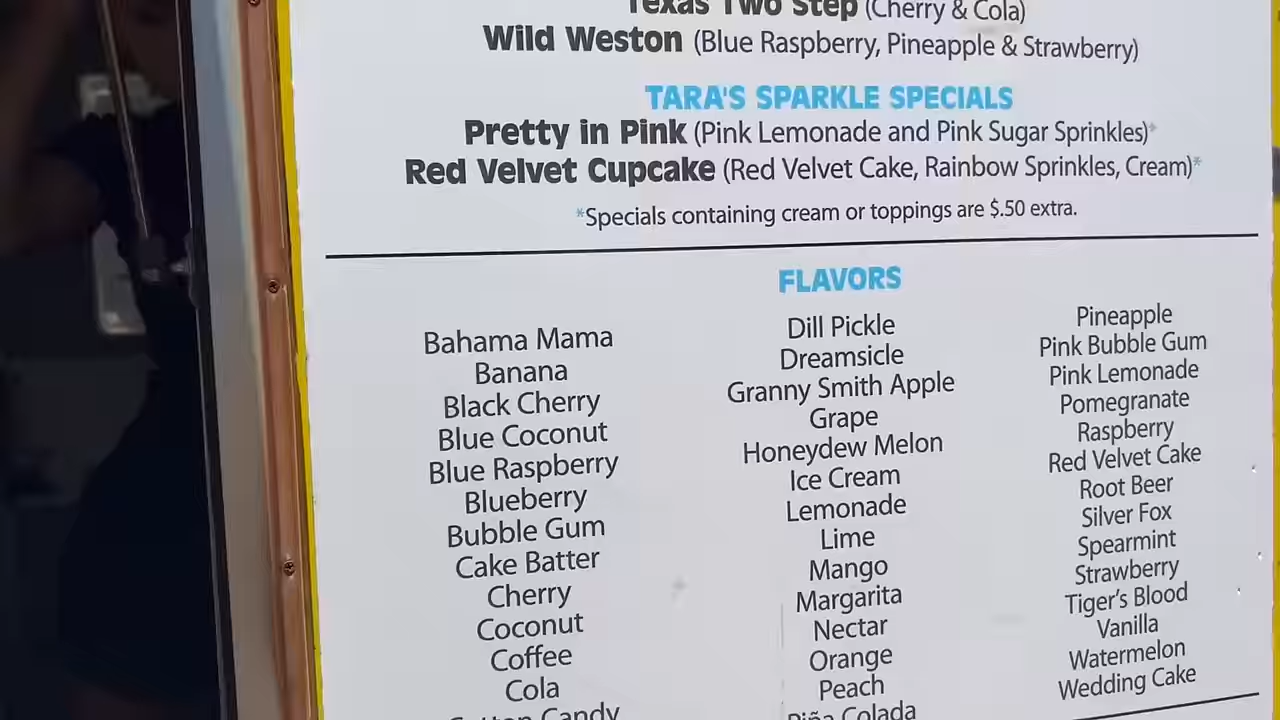 Texas Two Step (Cherry & Cola)
Wild Weston (Blue Raspberry, Pineapple & Strawberry)
TARA'S SPARKLE SPECIALS
Pretty in Pink (Pink Lemonade and Pink Sugar Sprinkles)*
Red Velvet Cupcake (Red Velvet Cake, Rainbow Sprinkles, Cream)*
*Specials containing cream or toppings are $.50 extra.
FLAVORS
Bahama Mama
Banana
Black Cherry
Blue Coconut
Blue Raspberry
Blueberry
Bubble Gum
Cake Batter
Cherry
Coconut
Coffee
Cola
Cotton Candy
Dill Pickle
Dreamsicle
Granny Smith Apple
Grape
Honeydew Melon
Ice Cream
Lemonade
Lime
Mango
Margarita
Nectar
Orange
Peach
Piña Colada
Pineapple
Pink Bubble Gum
Pink Lemonade
Pomegranate
Raspberry
Red Velvet Cake
Root Beer
Silver Fox
Spearmint
Strawberry
Tiger's Blood
Vanilla
Watermelon
Wedding Cake